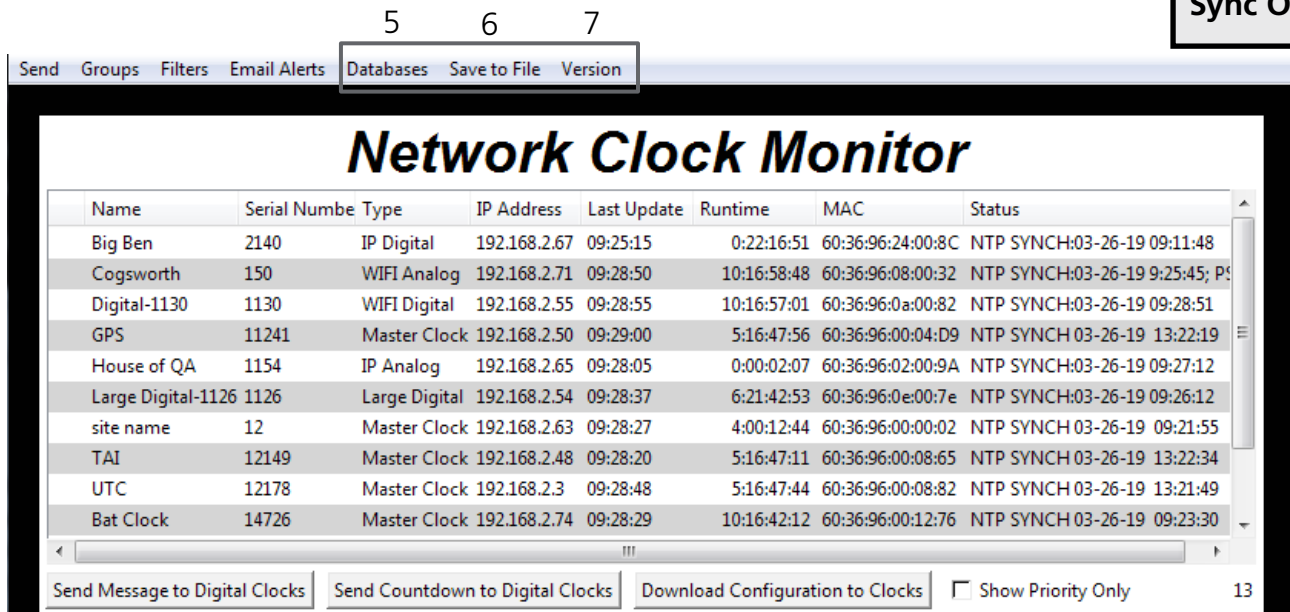 Sync O
5 6 7
Send Groups Filters Email Alerts Databases Save to File Version
Network Clock Monitor
Name Serial Numbe Type IP Address Last Update Runtime MAC Status
Big Ben 2140 IP Digital 192.168.2.67 09:25:15 0:22:16:51 60:36:96:24:00:8C NTP SYNCH:03-26-19 09:11:48
Cogsworth 150 WIFI Analog 192.168.2.71 09:28:50 10:16:58:48 60:36:96:08:00:32 NTP SYNCH:03-26-19 9:25:45; PS
Digital-1130 1130 WIFI Digital 192.168.2.55 09:28:55 10:16:57:01 60:36:96:0a:00:82 NTP SYNCH:03-26-19 09:28:51
GPS 11241 Master Clock 192.168.2.50 09:29:00 5:16:47:56 60:36:96:00:04:D9 NTP SYNCH 03-26-19 13:22:19
House of QA 1154 IP Analog 192.168.2.65 09:28:05 0:00:02:07 60:36:96:02:00:9A NTP SYNCH:03-26-19 09:27:12
Large Digital-1126 1126 Large Digital 192.168.2.54 09:28:37 6:21:42:53 60:36:96:0e:00:7e NTP SYNCH:03-26-19 09:26:12
site name 12 Master Clock 192.168.2.63 09:28:27 4:00:12:44 60:36:96:00:00:02 NTP SYNCH 03-26-19 09:21:55
TAI 12149 Master Clock 192.168.2.48 09:28:20 5:16:47:11 60:36:96:00:08:65 NTP SYNCH 03-26-19 13:22:34
UTC 12178 Master Clock 192.168.2.3 09:28:48 5:16:47:44 60:36:96:00:08:82 NTP SYNCH 03-26-19 13:21:49
Bat Clock 14726 Master Clock 192.168.2.74 09:28:29 10:16:42:12 60:36:96:00:12:76 NTP SYNCH 03-26-19 09:23:30
Send Message to Digital Clocks Send Countdown to Digital Clocks Download Configuration to Clocks Show Priority Only 13